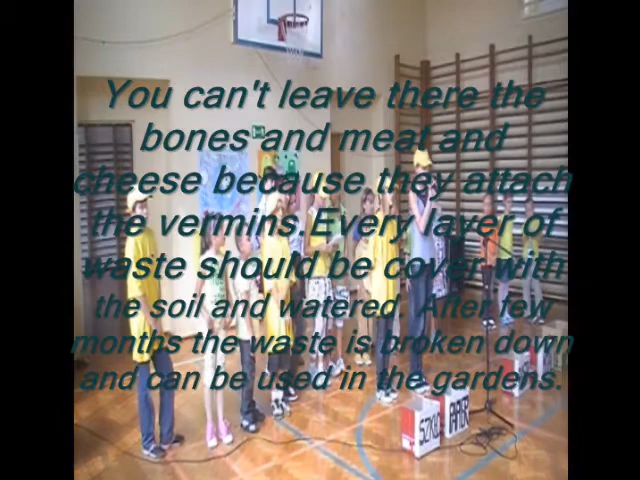 You can't leave there the
bones and meat and
cheese because they attach
the vermins.Every layer of
waste should be cover with
the soil and watered. After few
months the waste is broken down
and can be used in the gardens.
SZKŁO
PAPIER